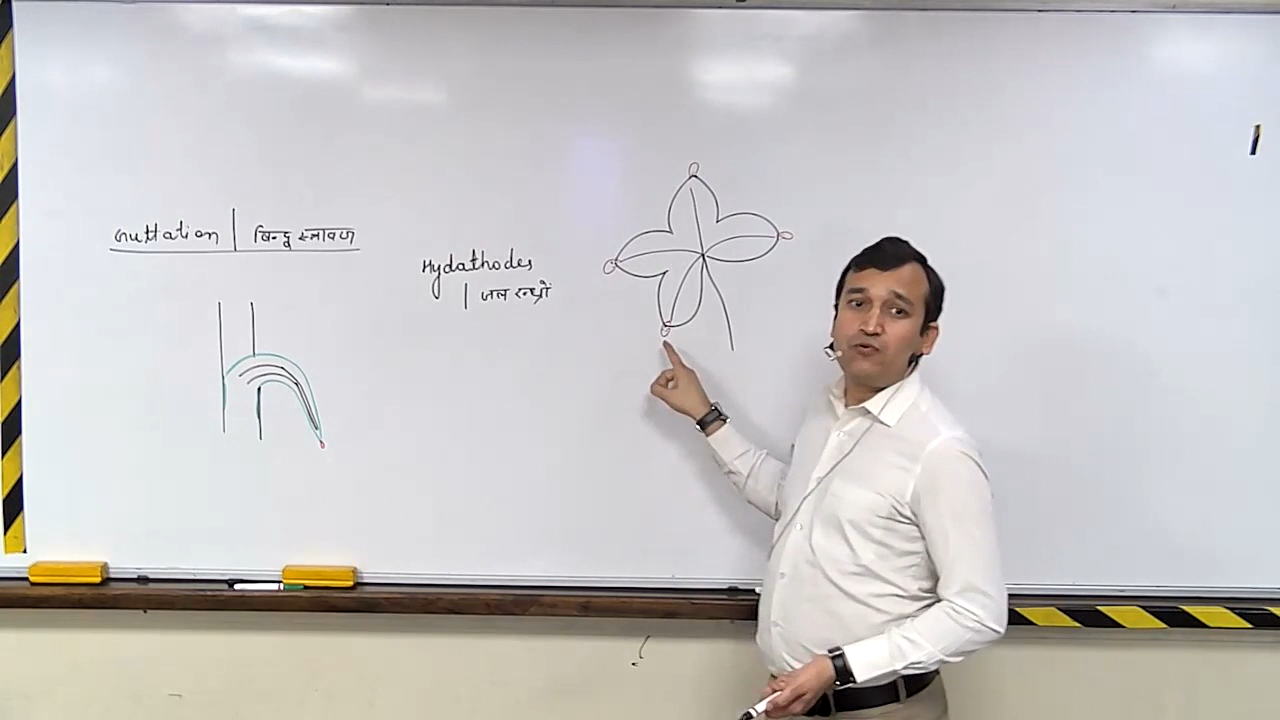 Guttation | बिन्दू स्त्रावण
Hydathodes
| जल रन्ध्रों